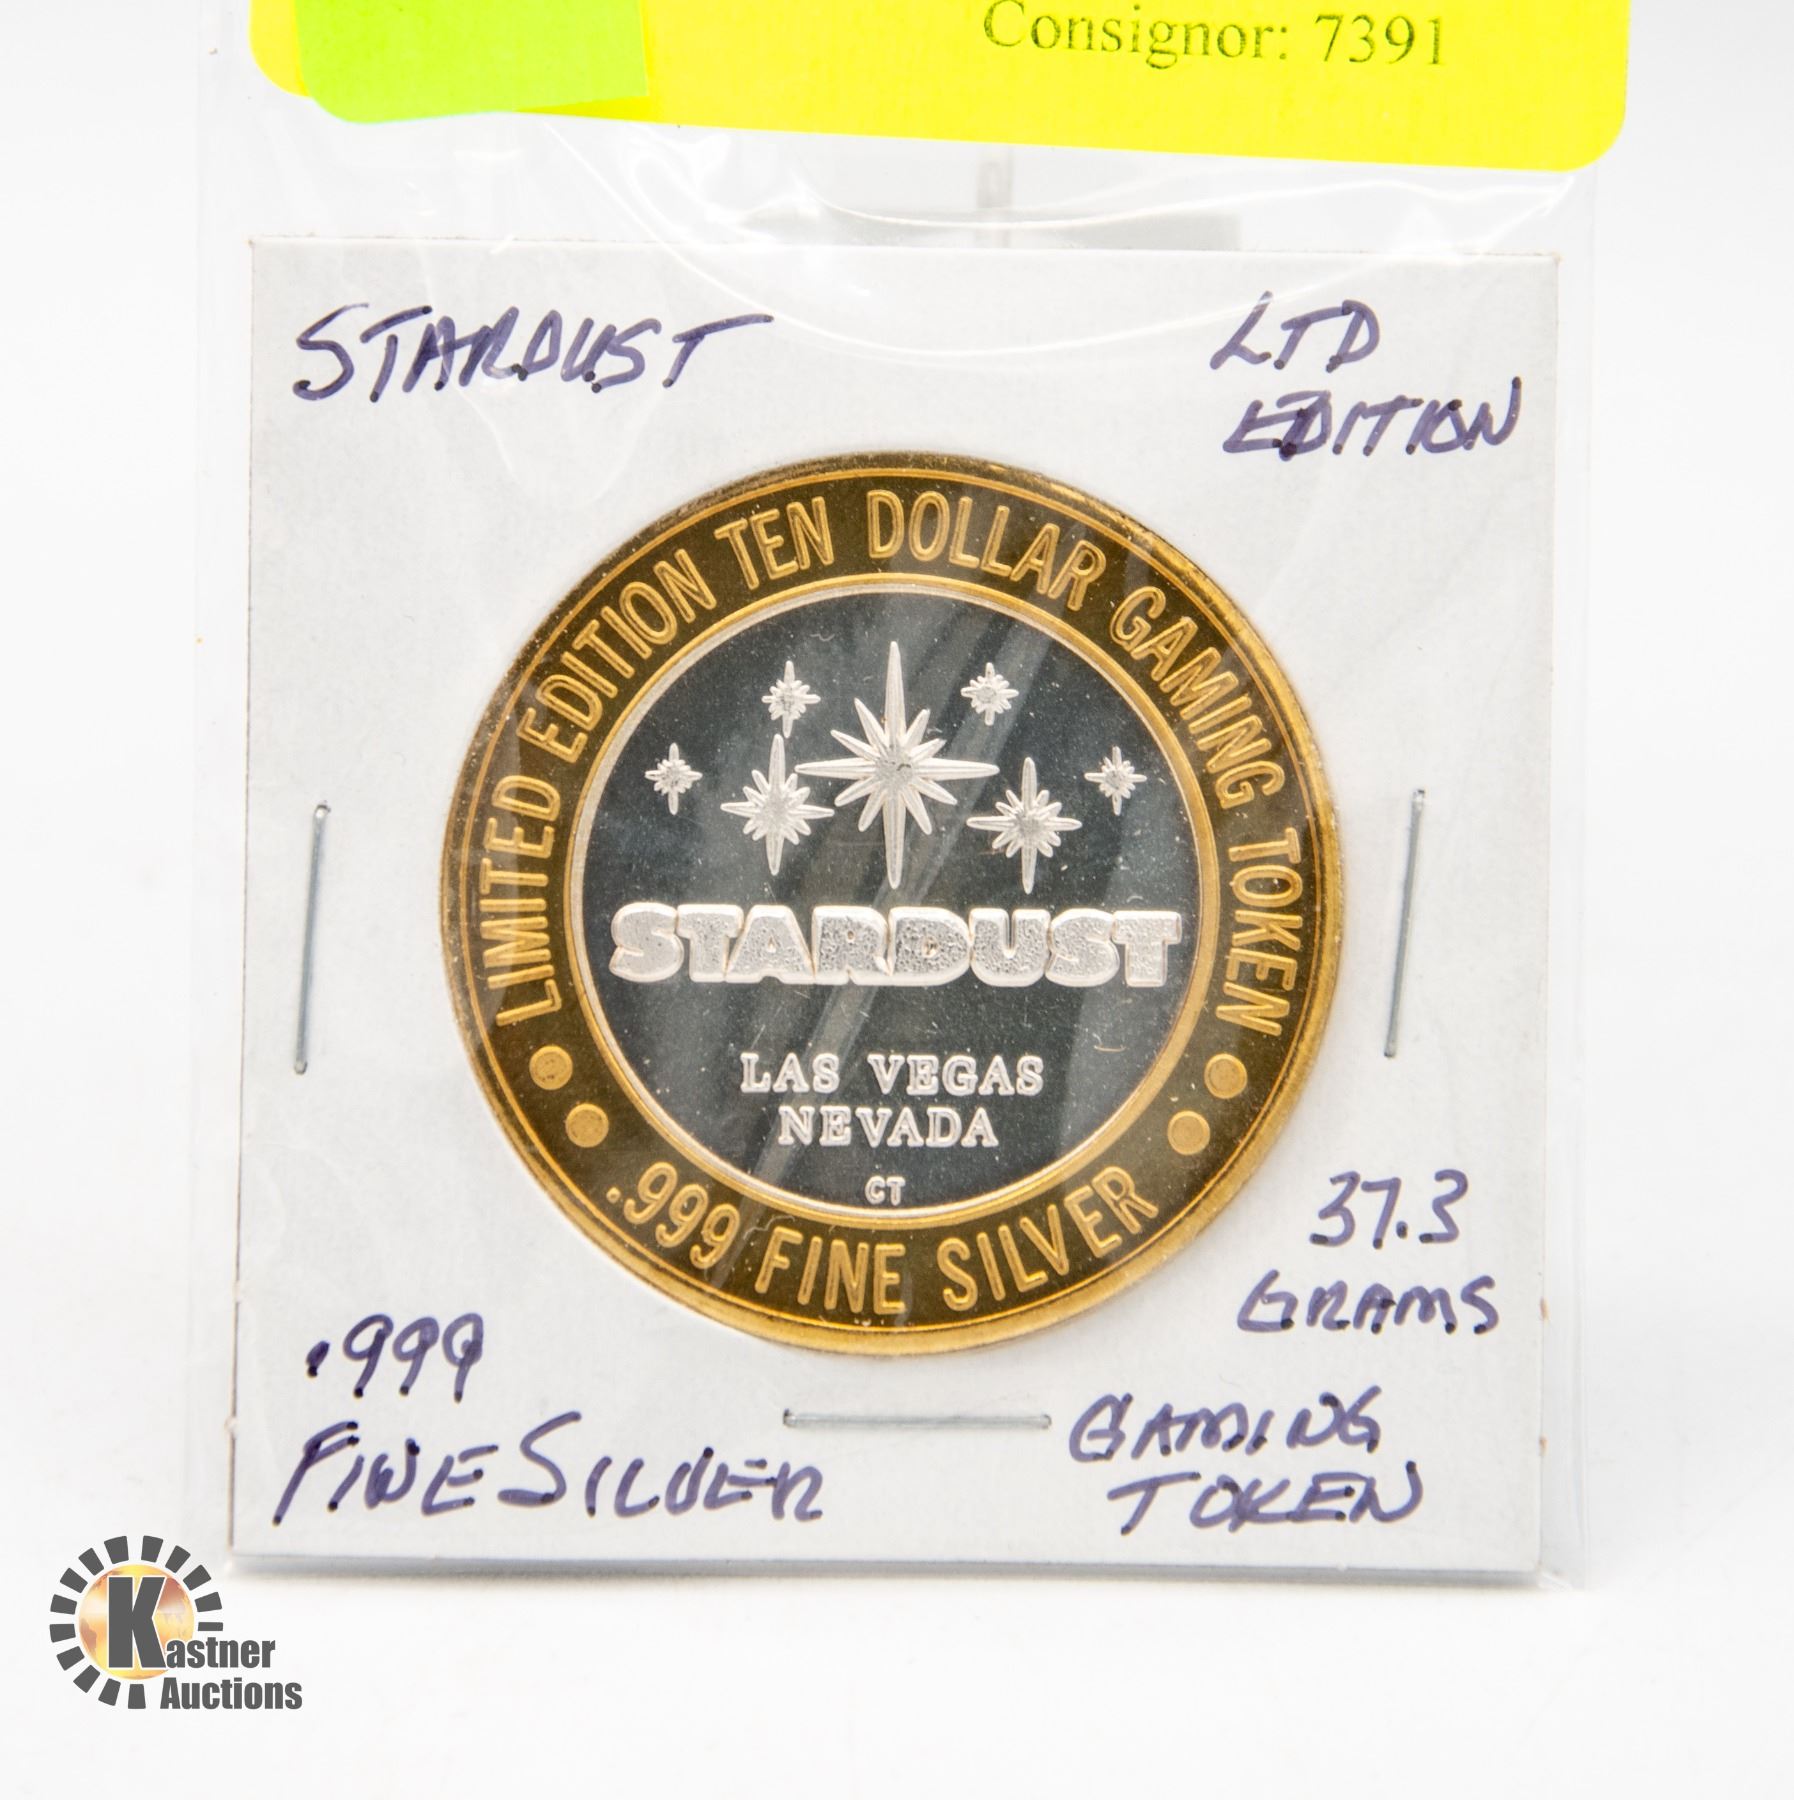 Consignor: 7391
STARDUST
LTD
EDITION
LIMITED EDITION TEN DOLLAR GAMING TOKEN
STARDUST
LAS VEGAS
NEVADA
CT
.999 FINE SILVER
37.3
GRAMS
.999
FINE SILVER
GAMING
TOKEN
Kastner
Auctions